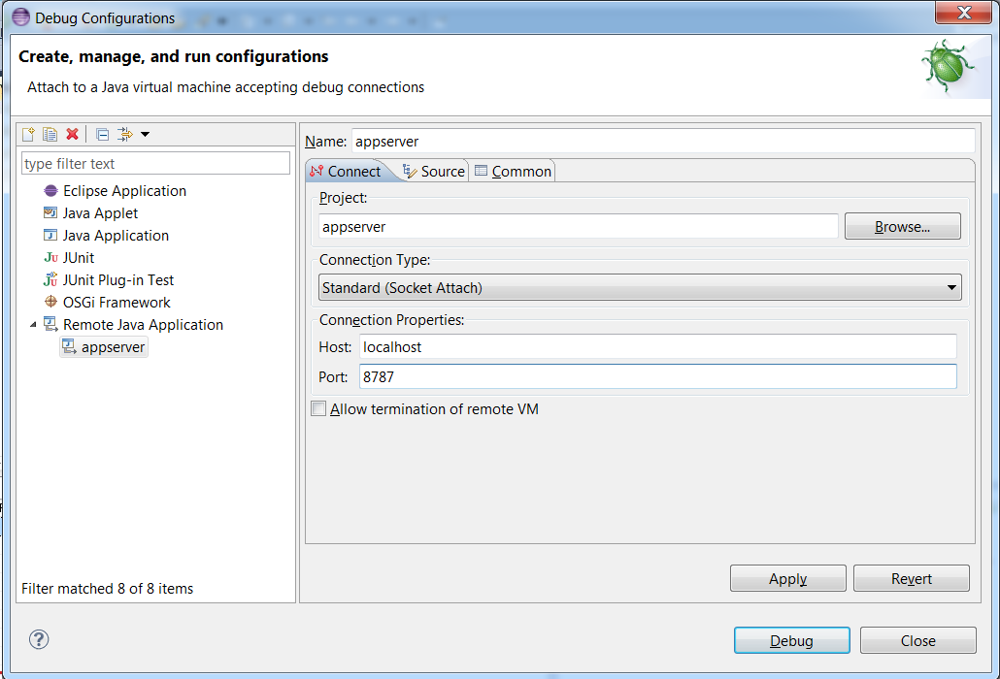 Debug Configurations
Create, manage, and run configurations
Attach to a Java virtual machine accepting debug connections
type filter text
Eclipse Application
Java Applet
Java Application
JUnit
JUnit Plug-in Test
OSGi Framework
Remote Java Application
appserver
Filter matched 8 of 8 items
Name: appserver
Connect Source Common
Project:
appserver Browse...
Connection Type:
Standard (Socket Attach)
Connection Properties:
Host: localhost
Port: 8787
Allow termination of remote VM
Apply Revert
Debug Close